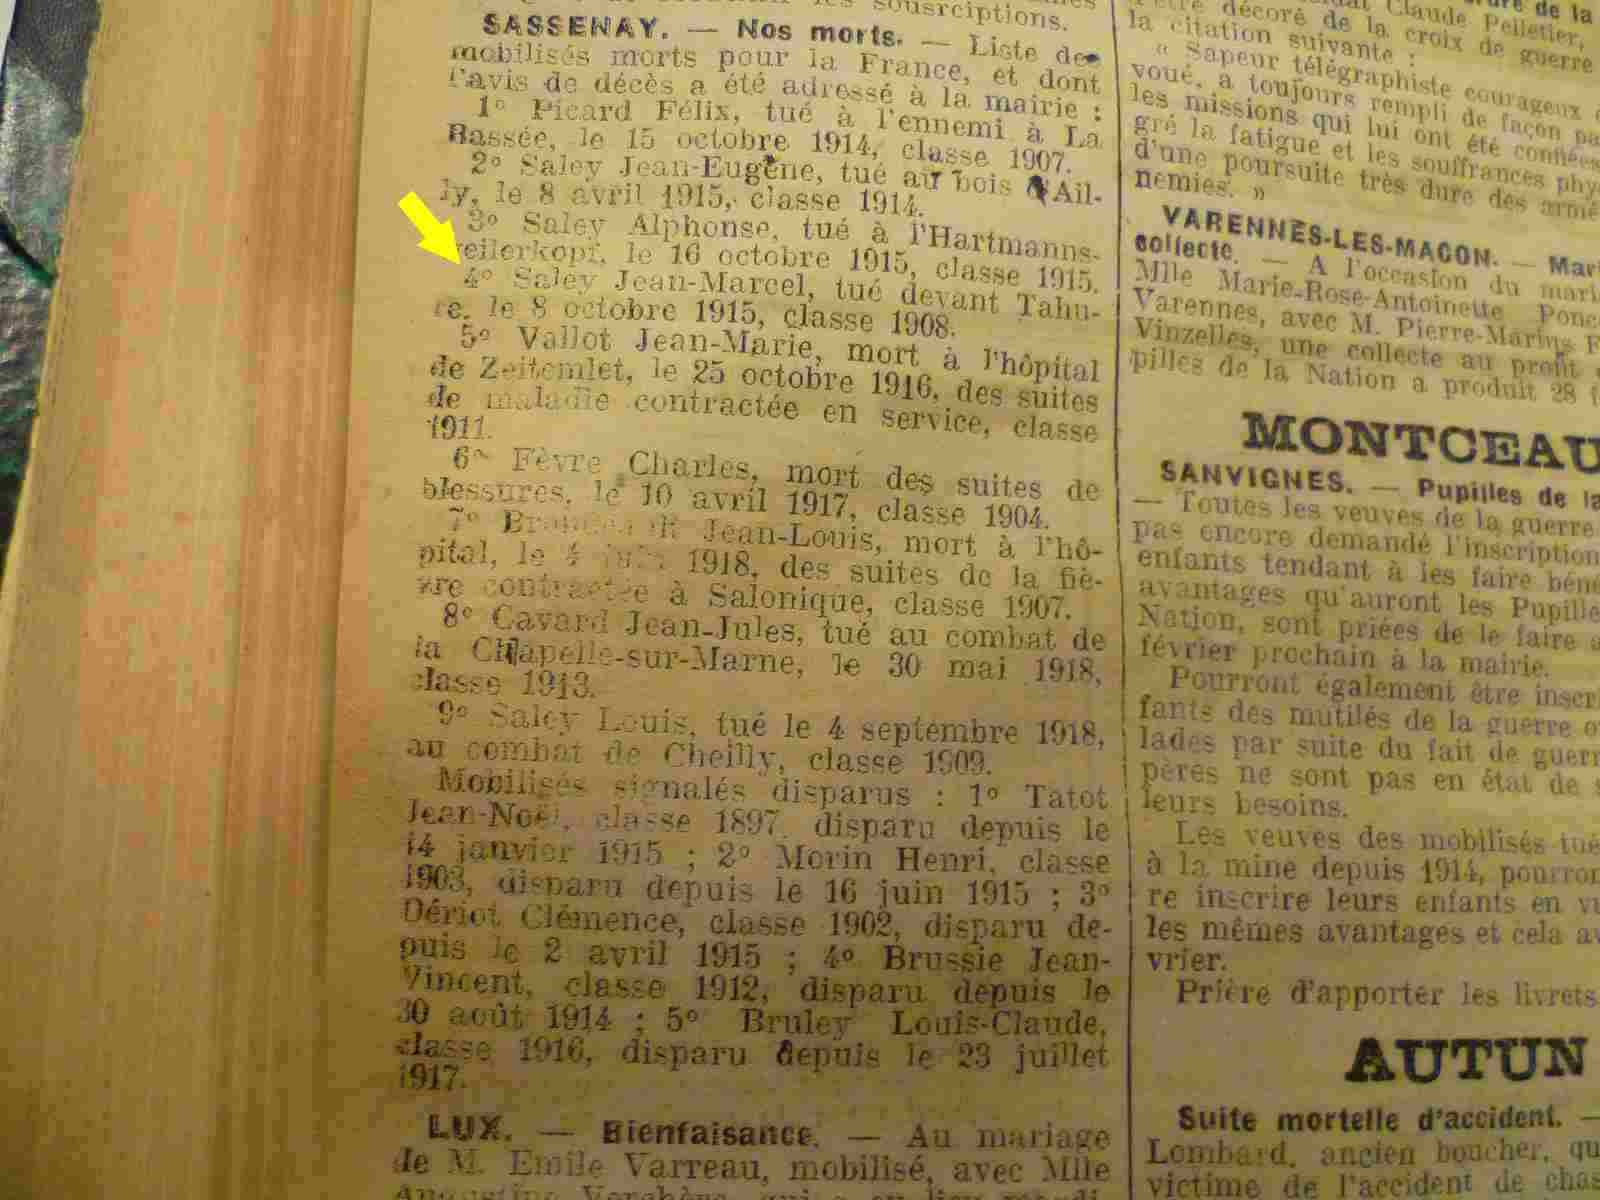 souscriptions.
SASSENAY. — Nos morts. — Liste des
mobilisés morts pour la France, et dont
l'avis de décès a été adressé à la mairie :
1° Picard Félix, tué à l'ennemi à La
Bassée, le 15 octobre 1914, classe 1907.
2° Saley Jean-Eugène, tué au bois d'Ail-
ly, le 8 avril 1915, classe 1914.
3° Saley Alphonse, tué à l'Hartmanns-
weilerkopf, le 16 octobre 1915, classe 1915.
4° Saley Jean-Marcel, tué devant Tahu-
re, le 8 octobre 1915, classe 1908.
5° Vallot Jean-Marie, mort à l'hôpital
de Zeitemlet, le 25 octobre 1916, des suites
de maladie contractée en service, classe
1911.
6° Fèvre Charles, mort des suites de
blessures, le 10 avril 1917, classe 1904.
7° Jean-Louis, mort à l'hô-
pital, le 4 1918, des suites de la fiè-
vre contractée à Salonique, classe 1907.
8° Cavard Jean-Jules, tué au combat de
la Chapelle-sur-Marne, le 30 mai 1918,
classe 1913.
9° Saley Louis, tué le 4 septembre 1918,
au combat de Cheilly, classe 1909.
Mobilisés signalés disparus : 1° Tatot
Jean-Noël, classe 1897, disparu depuis le
14 janvier 1915 ; 2° Morin Henri, classe
1903, disparu depuis le 16 juin 1915 ; 3°
Dériot Clémence, classe 1902, disparu de-
puis le 2 avril 1915 ; 4° Brussie Jean-
Vincent, classe 1912, disparu depuis le
30 août 1914 ; 5° Bruley Louis-Claude,
classe 1916, disparu depuis le 23 juillet
1917.
LUX. — Bienfaisance. — Au mariage
de M. Emile Varreau, mobilisé, avec Mlle
de la
être décoré de la croix de guerre
la citation suivante :
« Sapeur télégraphiste courageux
voué, a toujours rempli de façon
les missions qui lui ont été confiées
gré la fatigue et les souffrances
d'une poursuite très dure des
nemies. »
VARENNES-LES-MACON. —
collecte. — A l'occasion du
Mlle Marie-Rose-Antoinette
Varennes, avec M. Pierre-Marius
Vinzelles, une collecte au profit
pilles de la Nation a produit 28
MONTCEAU
SANVIGNES. — Pupilles de la
— Toutes les veuves de la guerre
pas encore demandé l'inscription
enfants tendant à les faire
avantages qu'auront les
Nation, sont priées de le faire
février prochain à la mairie.
Pourront également être
fants des mutilés de la guerre
lades par suite du fait de
pères ne sont pas en état de
leurs besoins.
Les veuves des mobilisés
à la mine depuis 1914,
re inscrire leurs enfants en
les mêmes avantages et cela
vrier.
Prière d'apporter les livrets
AUTUN
Suite mortelle d'accident. —
Lombard, ancien boucher,
victime de l'accident de